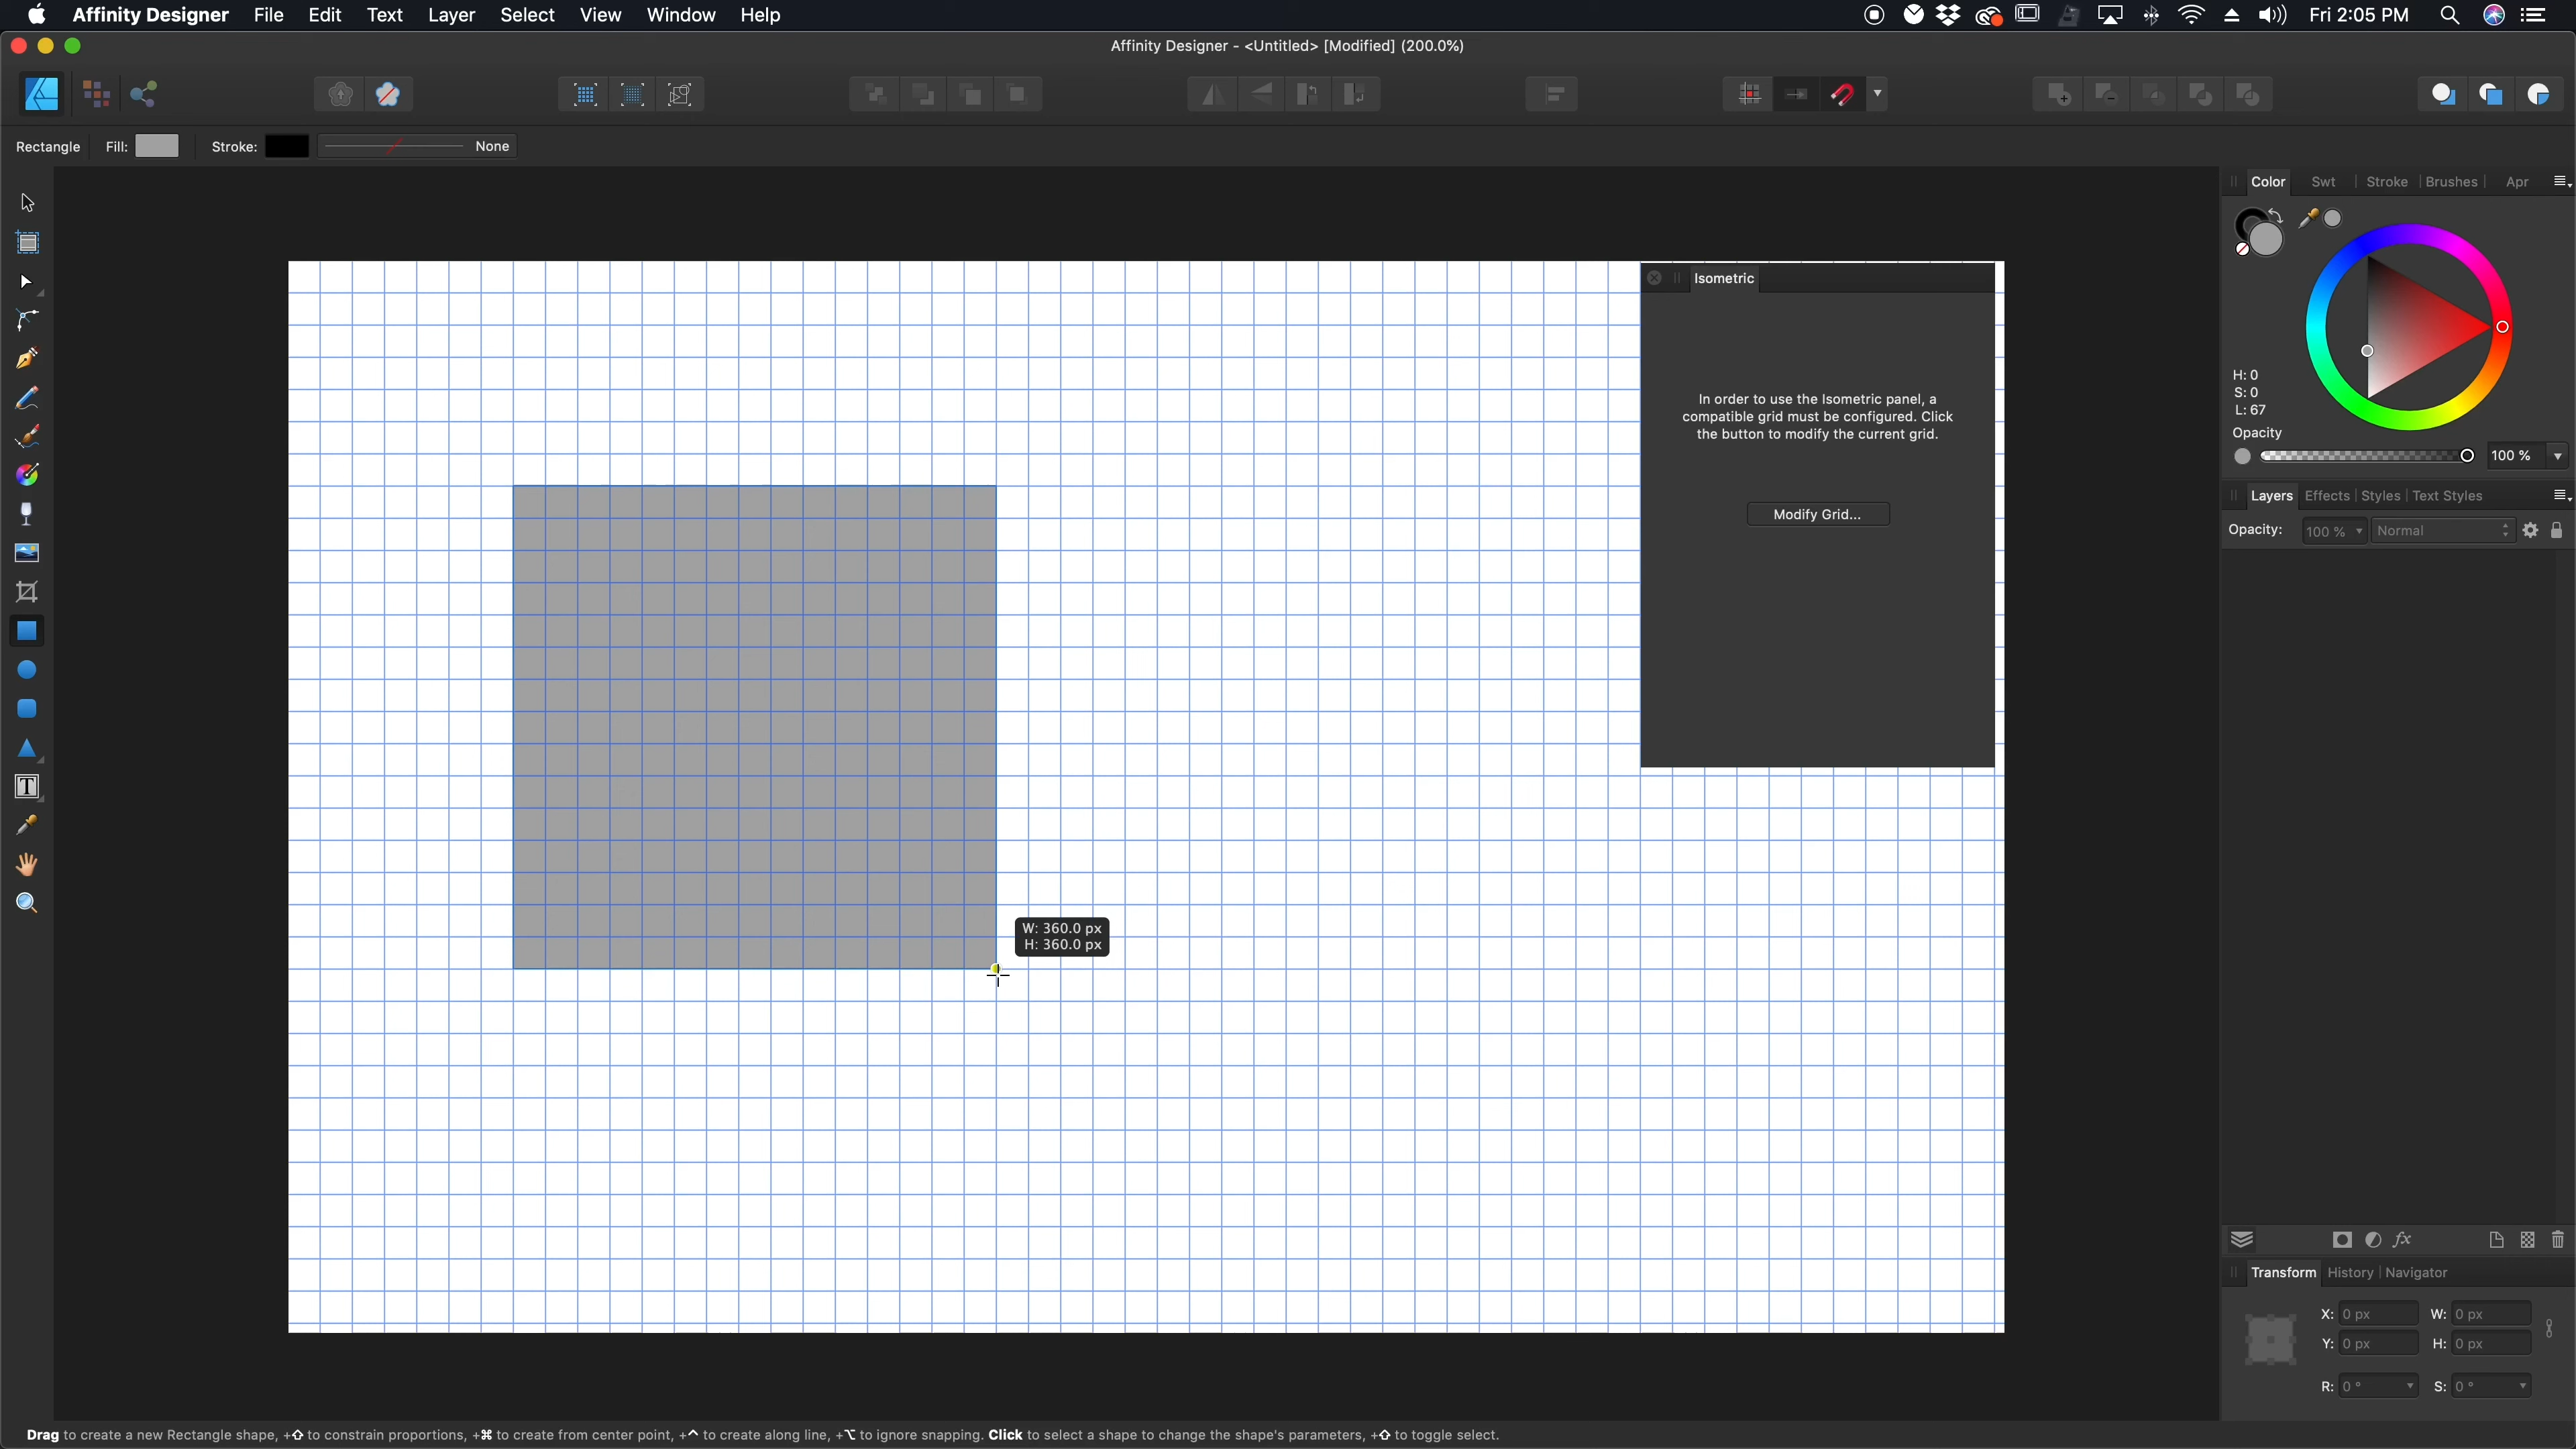 Affinity Designer File Edit Text Layer Select View Window Help Fri 2:05 PM
Affinity Designer - <Untitled> [Modified] (200.0%)
Rectangle Fill: Stroke: None
Color Swt Stroke Brushes Apr
H: 0
S: 0
L: 67
Opacity
100 %
Isometric
In order to use the Isometric panel, a
compatible grid must be configured. Click
the button to modify the current grid.
Modify Grid...
Layers Effects Styles Text Styles
Opacity: 100 % Normal
W: 360.0 px
H: 360.0 px
T
fx
Transform History Navigator
X: 0 px W: 0 px
Y: 0 px H: 0 px
R: 0 ° S: 0 °
Drag to create a new Rectangle shape, +⇧ to constrain proportions, +⌘ to create from center point, +^ to create along line, +⌥ to ignore snapping. Click to select a shape to change the shape's parameters, +⇧ to toggle select.